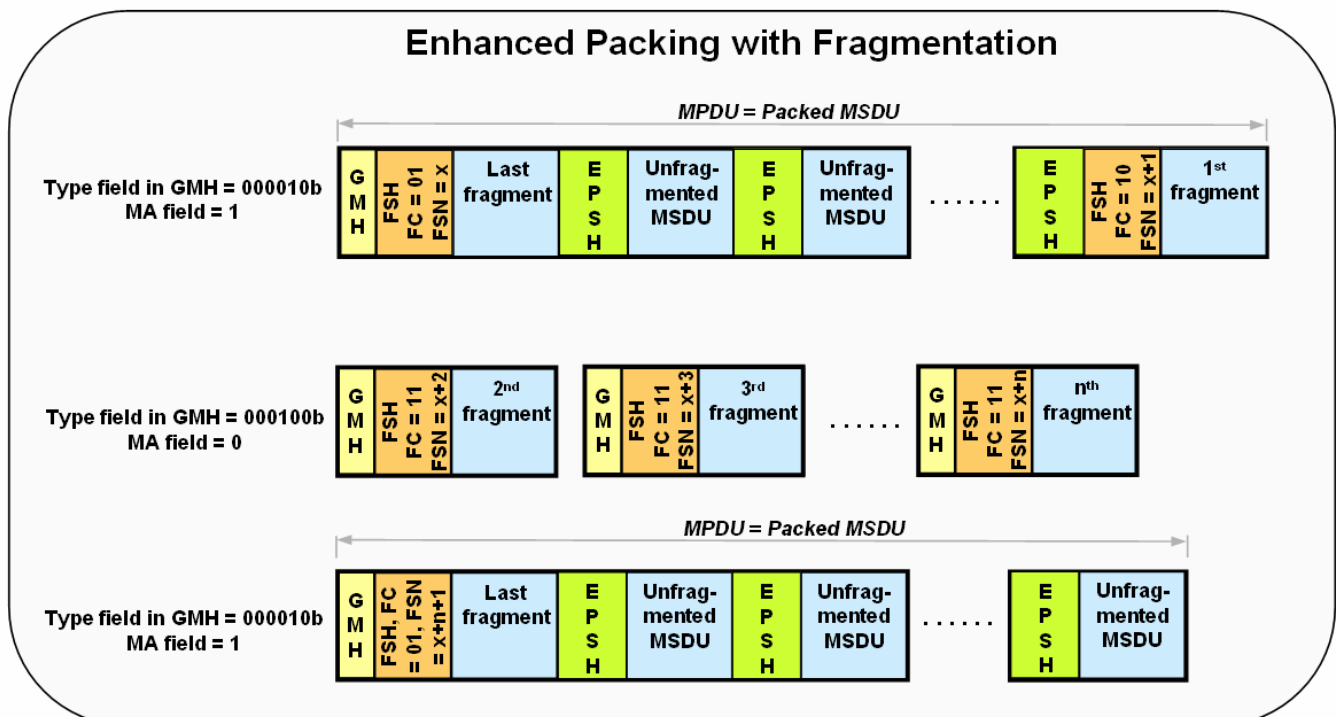 Enhanced Packing with Fragmentation
MPDU = Packed MSDU
Type field in GMH = 000010b
MA field = 1
G
M
H
FSH
FC = 01
FSN = x
Last
fragment
E
P
S
H
Unfrag-
mented
MSDU
E
P
S
H
Unfrag-
mented
MSDU
. . . . . .
E
P
S
H
FSH
FC = 10
FSN = x+1
1st
fragment
Type field in GMH = 000100b
MA field = 0
G
M
H
FSH
FC = 11
FSN = x+2
2nd
fragment
G
M
H
FSH
FC = 11
FSN = x+3
3rd
fragment
. . . . . .
G
M
H
FSH
FC = 11
FSN = x+n
nth
fragment
MPDU = Packed MSDU
Type field in GMH = 000010b
MA field = 1
G
M
H
FSH, FC
= 01, FSN
= x+n+1
Last
fragment
E
P
S
H
Unfrag-
mented
MSDU
E
P
S
H
Unfrag-
mented
MSDU
. . . . . .
E
P
S
H
Unfrag-
mented
MSDU